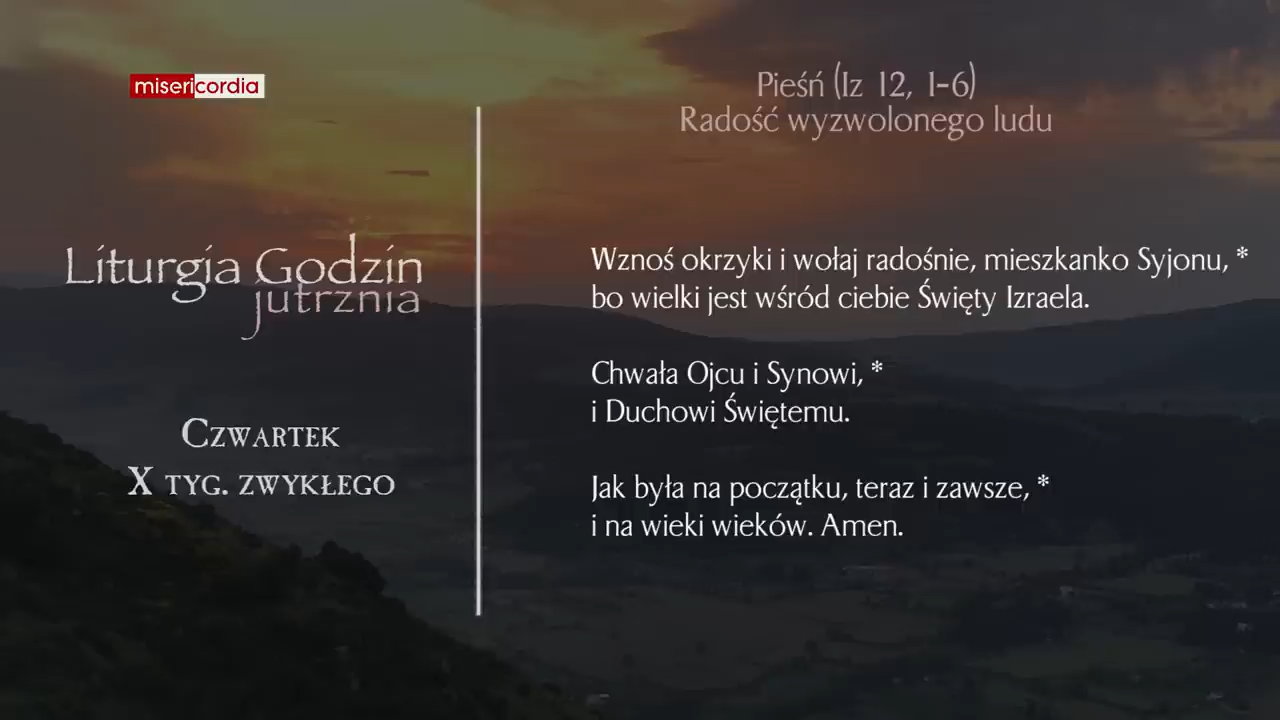 misericordia
Liturgia Godzin
jutrznia
Czwartek
X tyg. zwykłego
Pieśń (Iz 12, 1-6)
Radość wyzwolonego ludu
Wznoś okrzyki i wołaj radośnie, mieszkanko Syjonu, *
bo wielki jest wśród ciebie Święty Izraela.
Chwała Ojcu i Synowi, *
i Duchowi Świętemu.
Jak była na początku, teraz i zawsze, *
i na wieki wieków. Amen.